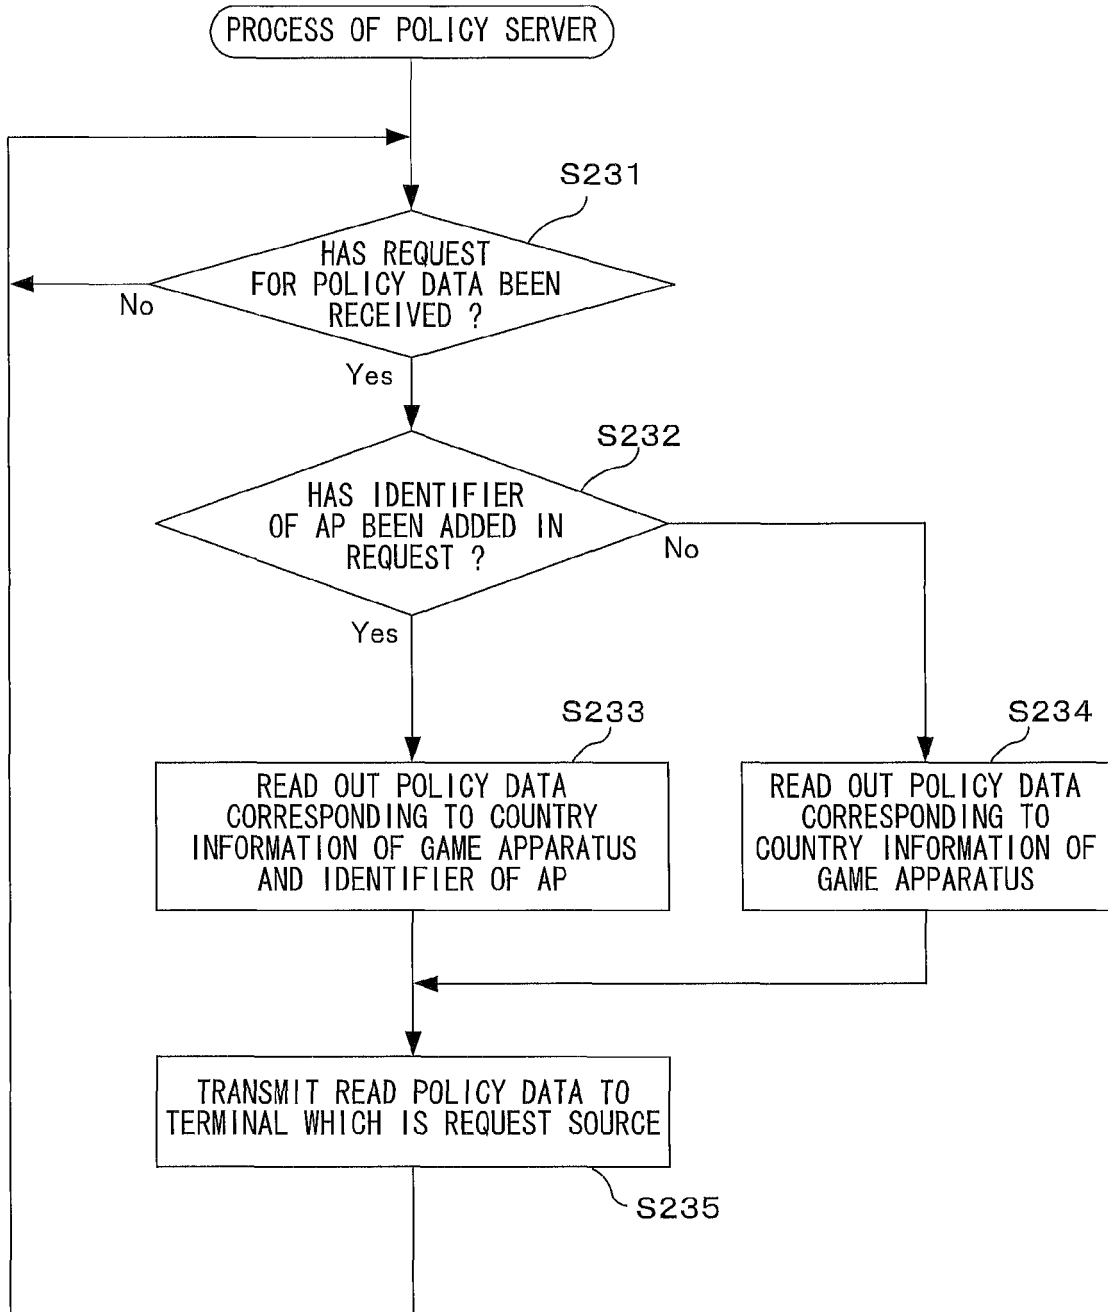 PROCESS OF POLICY SERVER
S231
HAS REQUEST
FOR POLICY DATA BEEN
RECEIVED ?
No
Yes
S232
HAS IDENTIFIER
OF AP BEEN ADDED IN
REQUEST ?
No
Yes
S233
READ OUT POLICY DATA
CORRESPONDING TO COUNTRY
INFORMATION OF GAME APPARATUS
AND IDENTIFIER OF AP
S234
READ OUT POLICY DATA
CORRESPONDING TO
COUNTRY INFORMATION OF
GAME APPARATUS
TRANSMIT READ POLICY DATA TO
TERMINAL WHICH IS REQUEST SOURCE
S235